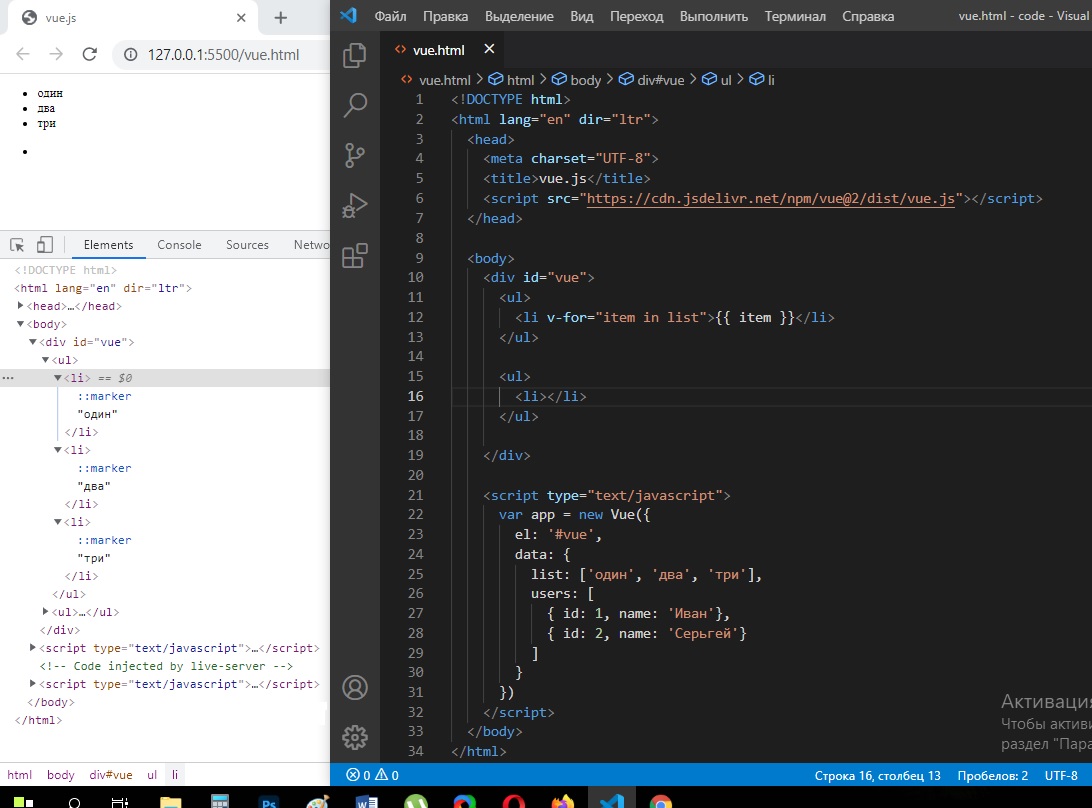 vue.js
127.0.0.1:5500/vue.html
один
два
три
Elements Console Sources Netwo
<!DOCTYPE html>
<html lang="en" dir="ltr">
<head>…</head>
<body>
<div id="vue">
<ul>
<li> == $0
::marker
"один"
</li>
<li>
::marker
"два"
</li>
<li>
::marker
"три"
</li>
</ul>
<ul>…</ul>
</div>
<script type="text/javascript">…</script>
<!-- Code injected by live-server -->
<script type="text/javascript">…</script>
</body>
</html>
html body div#vue ul li
Файл Правка Выделение Вид Переход Выполнить Терминал Справка vue.html - code - Visual
vue.html
vue.html > html > body > div#vue > ul > li
1 <!DOCTYPE html>
2 <html lang="en" dir="ltr">
3 <head>
4 <meta charset="UTF-8">
5 <title>vue.js</title>
6 <script src="https://cdn.jsdelivr.net/npm/vue@2/dist/vue.js"></script>
7 </head>
8
9 <body>
10 <div id="vue">
11 <ul>
12 <li v-for="item in list">{{ item }}</li>
13 </ul>
14
15 <ul>
16 <li></li>
17 </ul>
18
19 </div>
20
21 <script type="text/javascript">
22 var app = new Vue({
23 el: '#vue',
24 data: {
25 list: ['один', 'два', 'три'],
26 users: [
27 { id: 1, name: 'Иван'},
28 { id: 2, name: 'Серьгей'}
29 ]
30 }
31 })
32 </script>
33 </body>
34 </html>
Активация
Чтобы активи
раздел "Пара
0 0 Строка 16, столбец 13 Пробелов: 2 UTF-8
Ps W